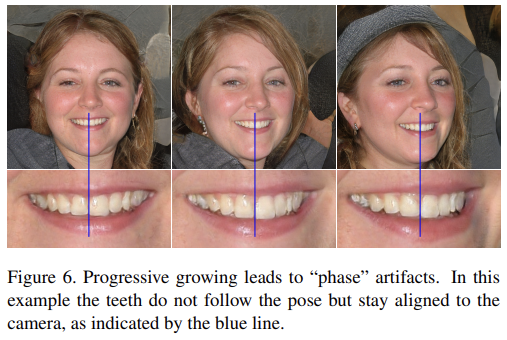 Figure 6. Progressive growing leads to “phase” artifacts. In this
example the teeth do not follow the pose but stay aligned to the
camera, as indicated by the blue line.